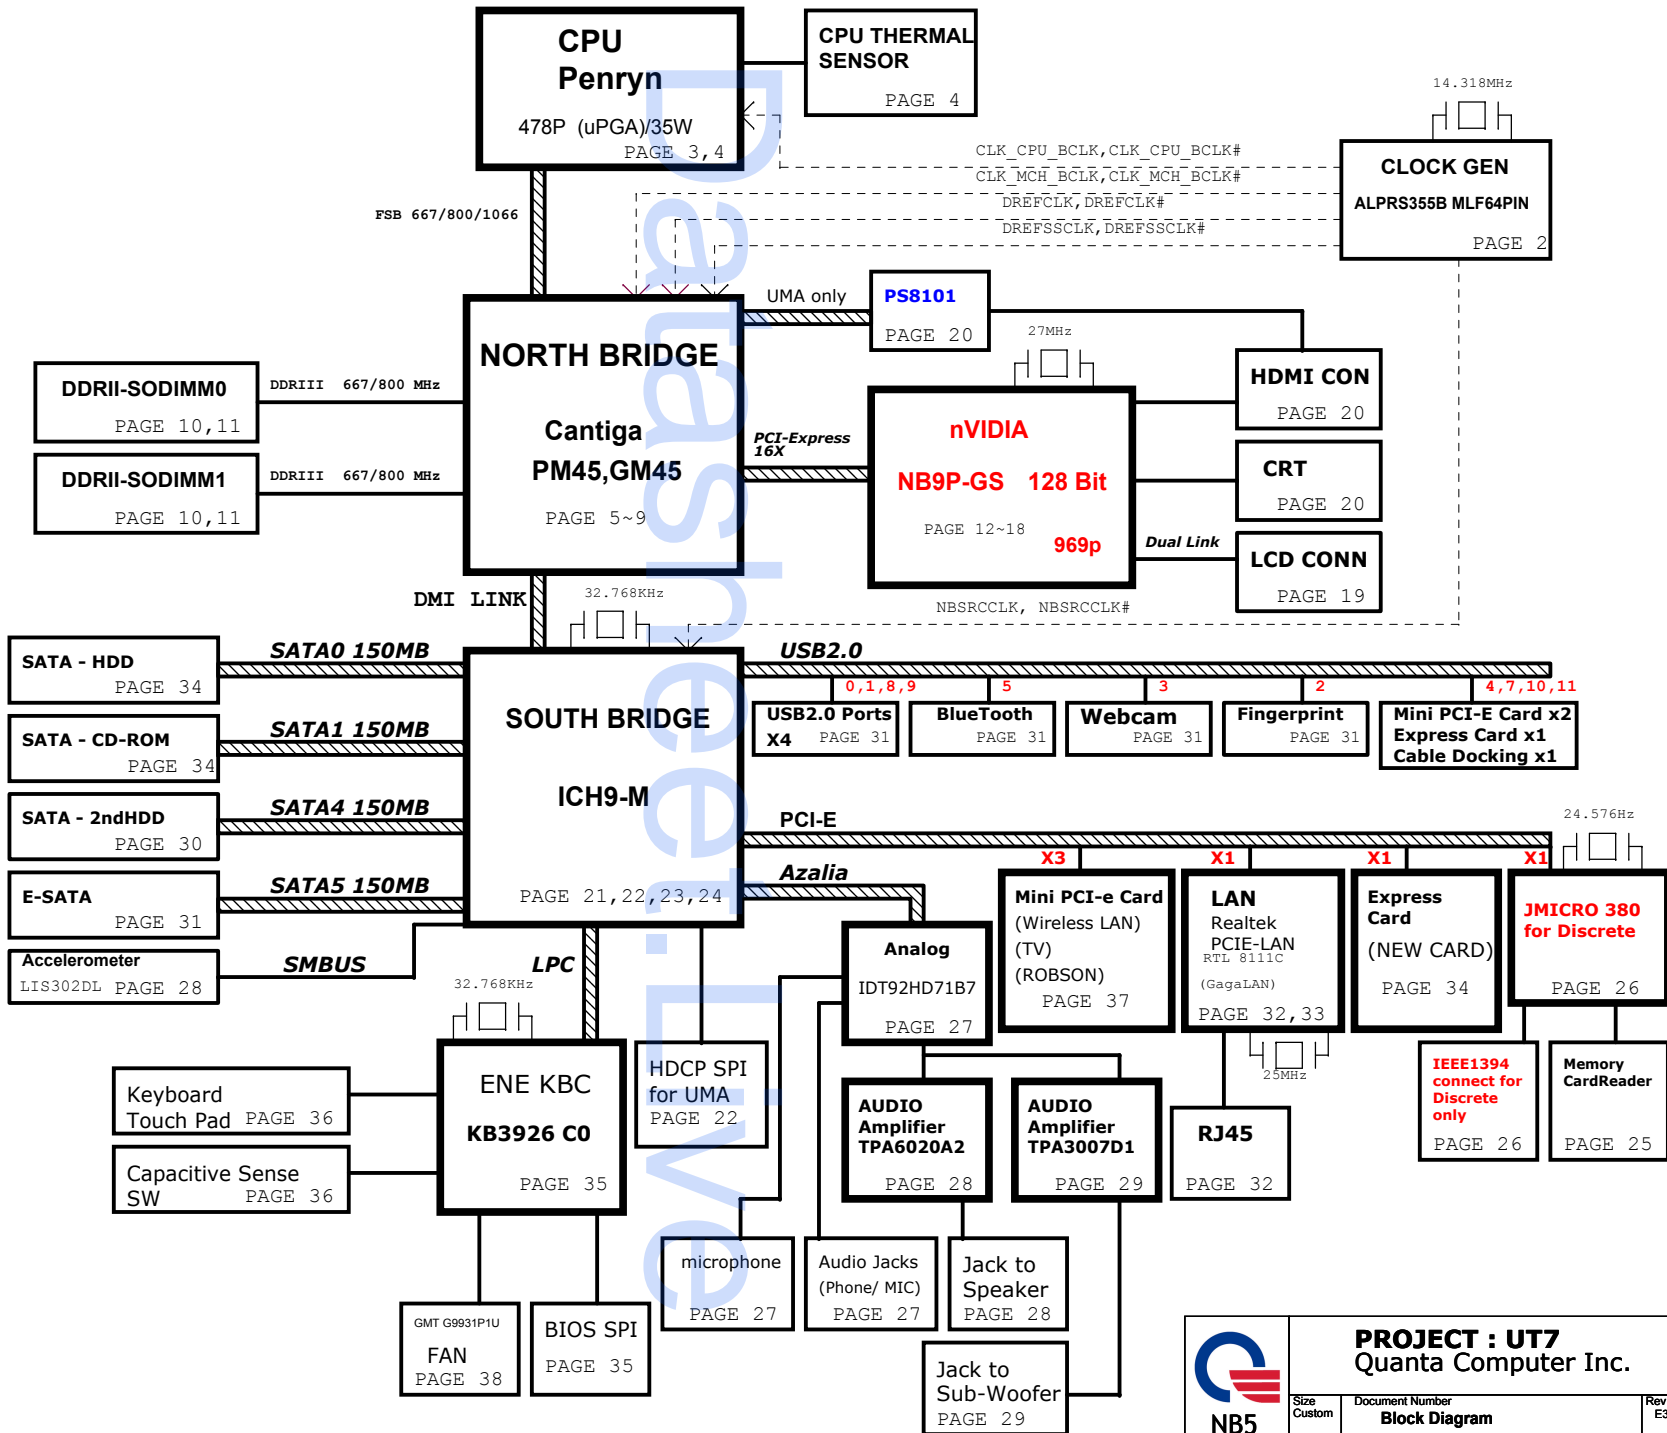 CPU
Penryn
478P (uPGA)/35W
PAGE 3,4
CPU THERMAL
SENSOR
PAGE 4
14.318MHz
CLOCK GEN
ALPRS355B MLF64PIN
PAGE 2
CLK_CPU_BCLK,CLK_CPU_BCLK#
CLK_MCH_BCLK,CLK_MCH_BCLK#
DREFCLK,DREFCLK#
DREFSSCLK,DREFSSCLK#
FSB 667/800/1066
NORTH BRIDGE
Cantiga
PM45,GM45
PAGE 5~9
UMA only
PS8101
PAGE 20
27MHz
HDMI CON
PAGE 20
DDRII-SODIMM0
PAGE 10,11
DDRIII 667/800 MHz
DDRII-SODIMM1
PAGE 10,11
DDRIII 667/800 MHz
PCI-Express
16X
nVIDIA
NB9P-GS 128 Bit
PAGE 12~18
969p
CRT
PAGE 20
Dual Link
LCD CONN
PAGE 19
NBSRCCLK, NBSRCCLK#
DMI LINK
32.768KHz
SATA - HDD
PAGE 34
SATA0 150MB
SATA - CD-ROM
PAGE 34
SATA1 150MB
SATA - 2ndHDD
PAGE 30
SATA4 150MB
E-SATA
PAGE 31
SATA5 150MB
Accelerometer
LIS302DL PAGE 28
SMBUS
SOUTH BRIDGE
ICH9-M
PAGE 21,22,23,24
USB2.0
0,1,8,9
5
3
2
4,7,10,11
USB2.0 Ports
X4 PAGE 31
BlueTooth
PAGE 31
Webcam
PAGE 31
Fingerprint
PAGE 31
Mini PCI-E Card x2
Express Card x1
Cable Docking x1
PCI-E
24.576Hz
X3
X1
X1
X1
Azalia
Mini PCI-e Card
(Wireless LAN)
(TV)
(ROBSON)
PAGE 37
LAN
Realtek
PCIE-LAN
RTL 8111C
(GagaLAN)
PAGE 32,33
25MHz
Express
Card
(NEW CARD)
PAGE 34
JMICRO 380
for Discrete
PAGE 26
Analog
IDT92HD71B7
PAGE 27
LPC
32.768KHz
ENE KBC
KB3926 C0
PAGE 35
HDCP SPI
for UMA
PAGE 22
Keyboard
Touch Pad PAGE 36
Capacitive Sense
SW PAGE 36
AUDIO
Amplifier
TPA6020A2
PAGE 28
AUDIO
Amplifier
TPA3007D1
PAGE 29
RJ45
PAGE 32
IEEE1394
connect for
Discrete
only
PAGE 26
Memory
CardReader
PAGE 25
microphone
PAGE 27
Audio Jacks
(Phone/ MIC)
PAGE 27
Jack to
Speaker
PAGE 28
GMT G9931P1U
FAN
PAGE 38
BIOS SPI
PAGE 35
Jack to
Sub-Woofer
PAGE 29
NB5
PROJECT : UT7
Quanta Computer Inc.
Size
Custom
Document Number
Block Diagram
Rev
E3
Datasheet.Live